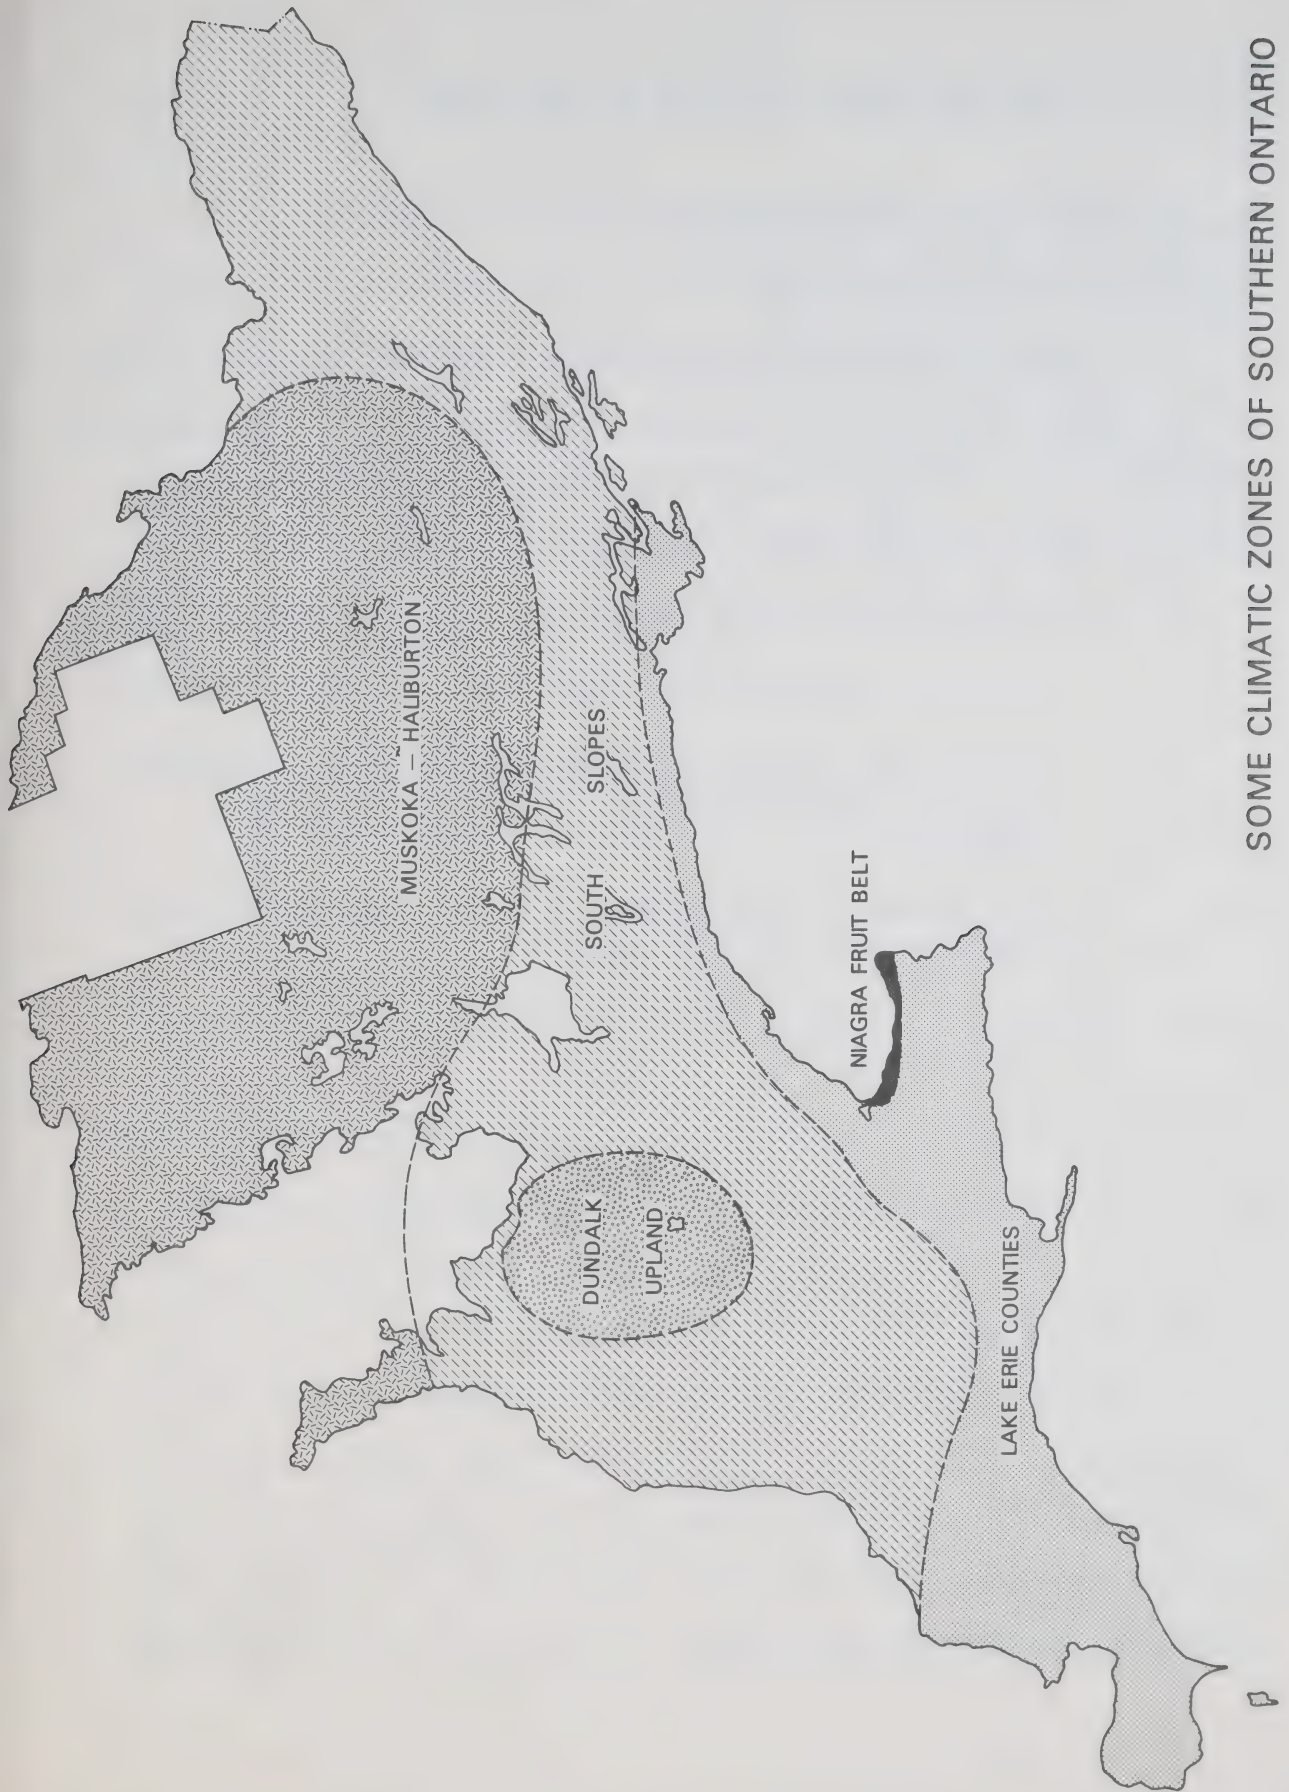 MUSKOKA — HALIBURTON
SOUTH SLOPES
DUNDALK
UPLAND
NIAGRA FRUIT BELT
LAKE ERIE COUNTIES
SOME CLIMATIC ZONES OF SOUTHERN ONTARIO